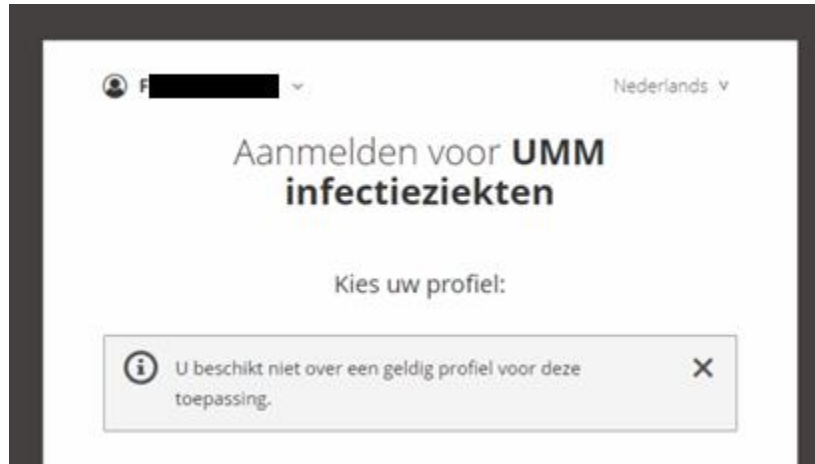 F
Nederlands
Aanmelden voor UMM
infectieziekten
Kies uw profiel:
U beschikt niet over een geldig profiel voor deze
toepassing.